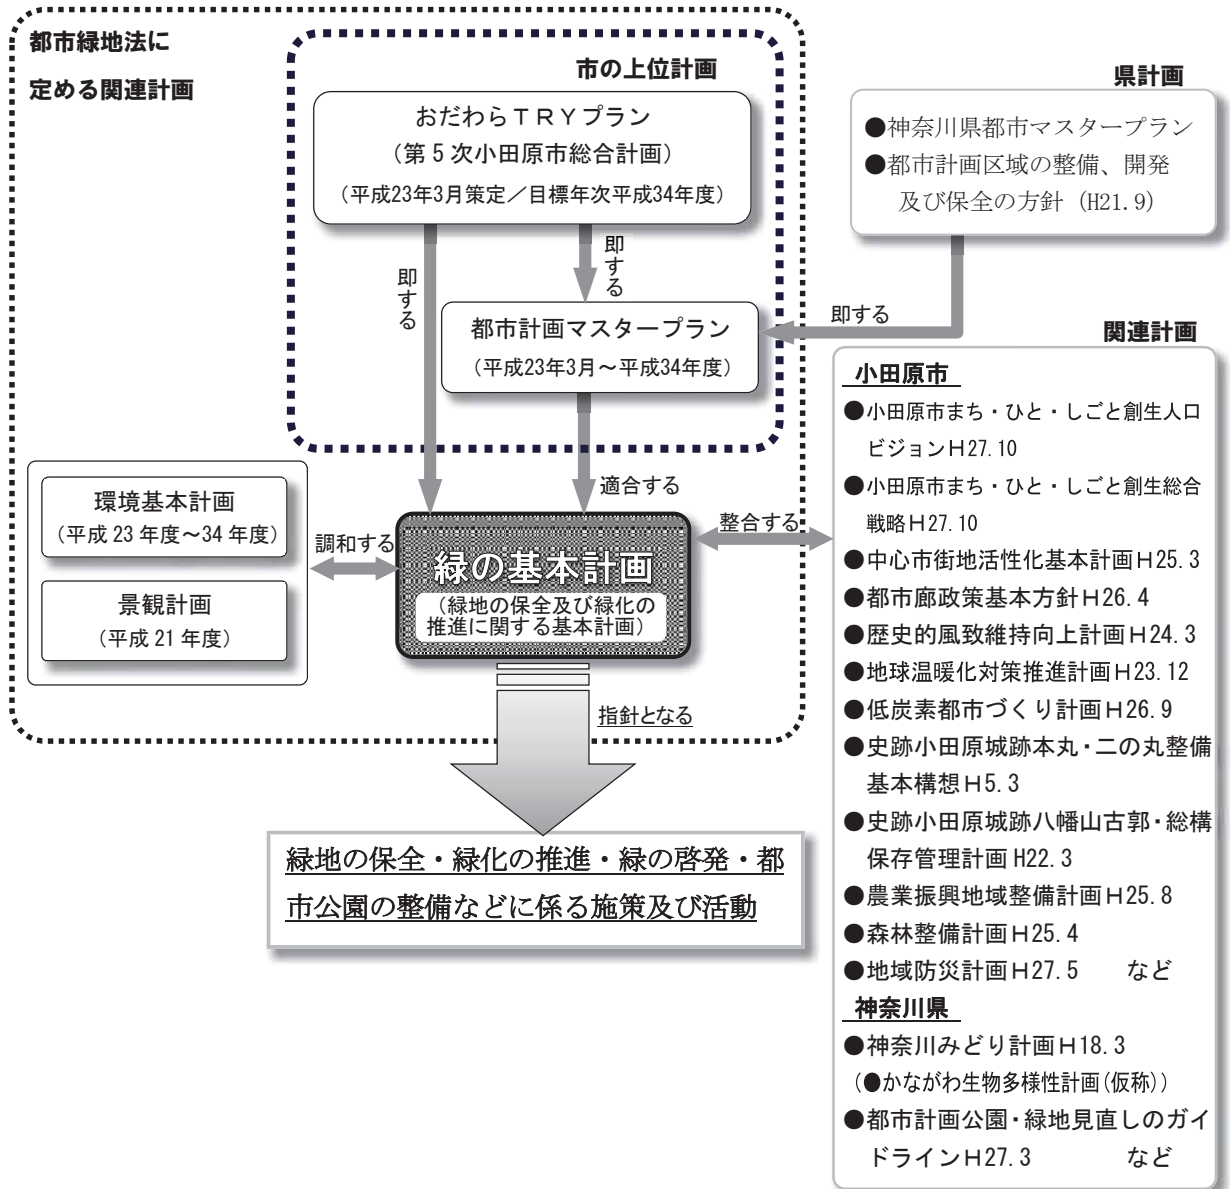 都市緑地法に
定める関連計画
市の上位計画
おだわらTRYプラン
（第5次小田原市総合計画）
（平成23年3月策定／目標年次平成34年度）
即する
即する
都市計画マスタープラン
（平成23年3月～平成34年度）
県計画
●神奈川県都市マスタープラン
●都市計画区域の整備、開発
及び保全の方針（H21.9）
即する
環境基本計画
（平成23年度～34年度）
景観計画
（平成21年度）
調和する
適合する
整合する
緑の基本計画
（緑地の保全及び緑化の
推進に関する基本計画）
指針となる
緑地の保全・緑化の推進・緑の啓発・都
市公園の整備などに係る施策及び活動
関連計画
小田原市
●小田原市まち・ひと・しごと創生人口
ビジョンH27.10
●小田原市まち・ひと・しごと創生総合
戦略H27.10
●中心市街地活性化基本計画H25.3
●都市廊政策基本方針H26.4
●歴史的風致維持向上計画H24.3
●地球温暖化対策推進計画H23.12
●低炭素都市づくり計画H26.9
●史跡小田原城跡本丸・二の丸整備
基本構想H5.3
●史跡小田原城跡八幡山古郭・総構
保存管理計画H22.3
●農業振興地域整備計画H25.8
●森林整備計画H25.4
●地域防災計画H27.5 など
神奈川県
●神奈川みどり計画H18.3
（●かながわ生物多様性計画(仮称)）
●都市計画公園・緑地見直しのガイ
ドラインH27.3 など